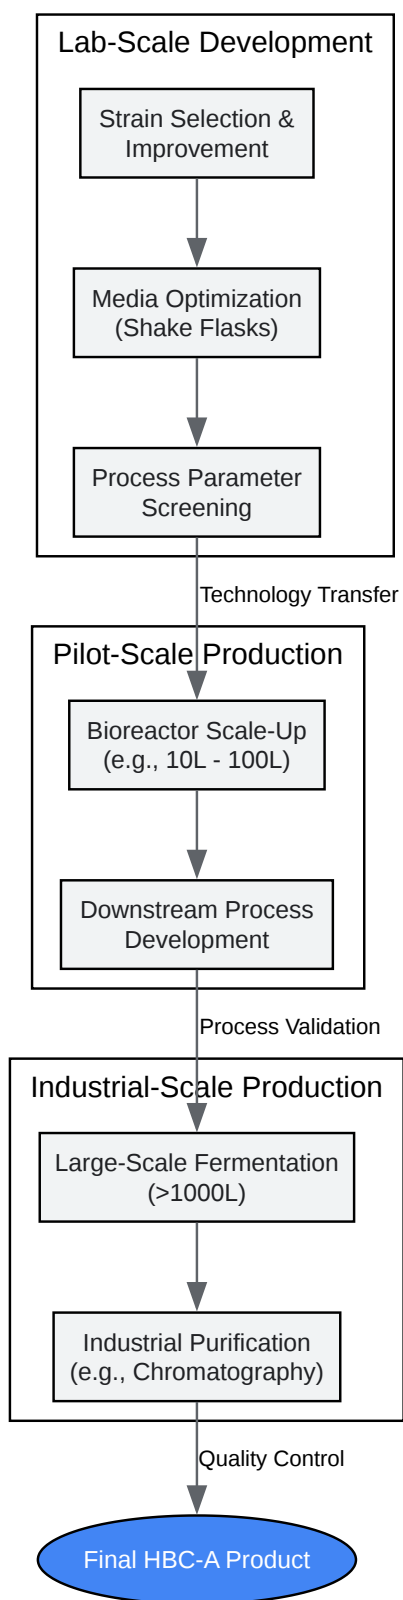 Lab-Scale Development
Strain Selection &
Improvement
Media Optimization
(Shake Flasks)
Process Parameter
Screening
Technology Transfer
Pilot-Scale Production
Bioreactor Scale-Up
(e.g., 10L - 100L)
Downstream Process
Development
Process Validation
Industrial-Scale Production
Large-Scale Fermentation
(>1000L)
Industrial Purification
(e.g., Chromatography)
Quality Control
Final HBC-A Product